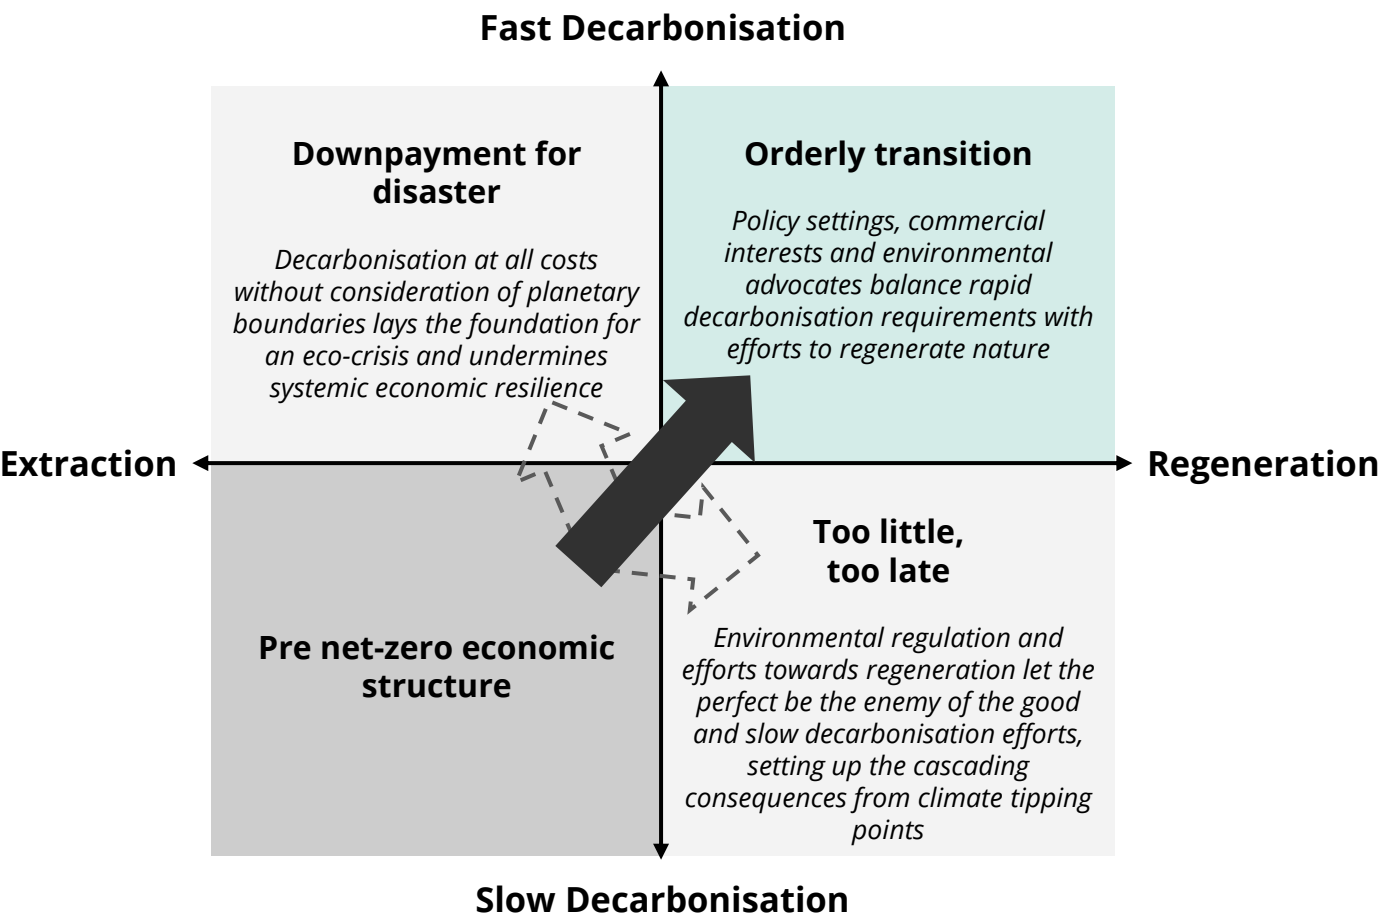 Fast Decarbonisation
Downpayment for
disaster
Decarbonisation at all costs
without consideration of planetary
boundaries lays the foundation for
an eco-crisis and undermines
systemic economic resilience
Orderly transition
Policy settings, commercial
interests and environmental
advocates balance rapid
decarbonisation requirements with
efforts to regenerate nature
Extraction
Regeneration
Pre net-zero economic
structure
Too little,
too late
Environmental regulation and
efforts towards regeneration let the
perfect be the enemy of the good
and slow decarbonisation efforts,
setting up the cascading
consequences from climate tipping
points
Slow Decarbonisation